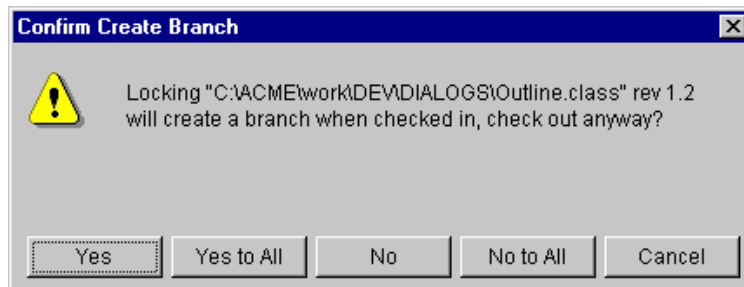 Confirm Create Branch
Locking "C:\ACME\work\DEV\DIALOGS\Outline.class" rev 1.2
will create a branch when checked in, check out anyway?
Yes
Yes to All
No
No to All
Cancel